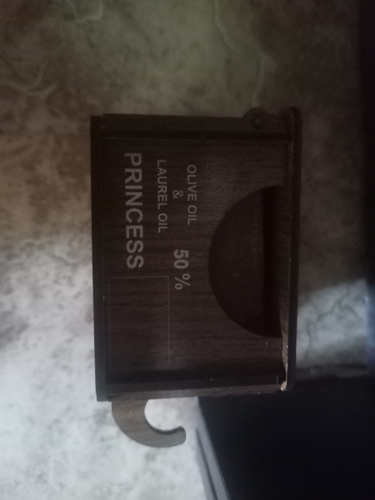 OLIVE OIL
&
LAUREL OIL
50 %
PRINCESS